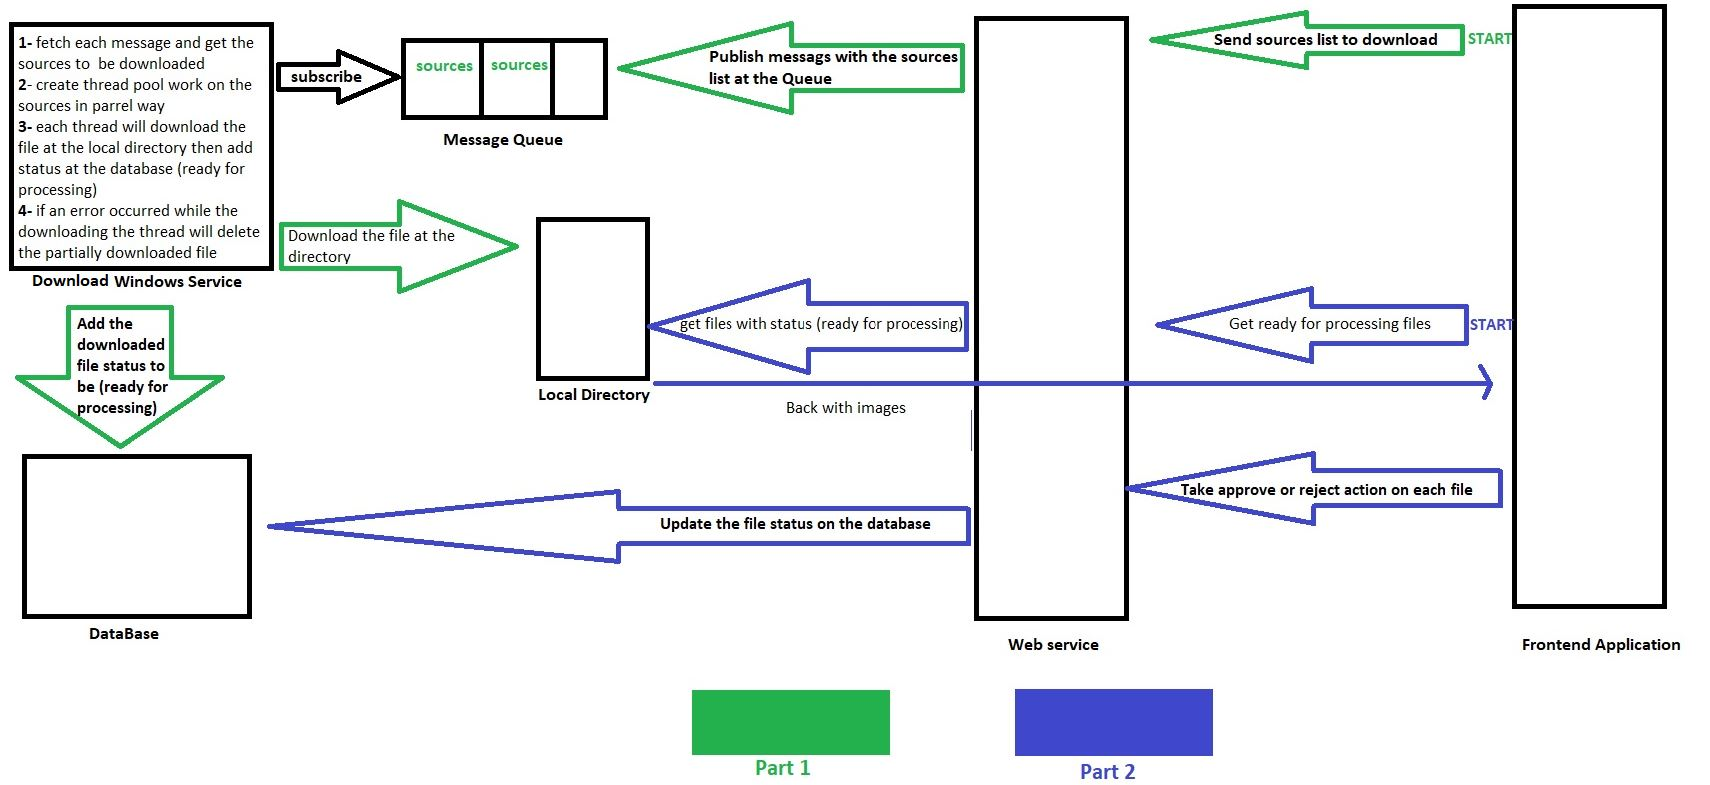 1- fetch each message and get the
sources to  be downloaded
2- create thread pool work on the
sources in parrel way
3- each thread will download the
file at the local directory then add
status at the database (ready for
processing)
4- if an error occurred while the
downloading the thread will delete
the partially downloaded file
Download Windows Service
subscribe
sources
sources
Message Queue
Publish messags with the sources
list at the Queue
Send sources list to download
START
Download the file at the
directory
Local Directory
get files with status (ready for processing)
Get ready for processing files
START
Back with images
Add the
downloaded
file status to
be (ready for
processing)
DataBase
Update the file status on the database
Take approve or reject action on each file
Web service
Frontend Application
Part 1
Part 2